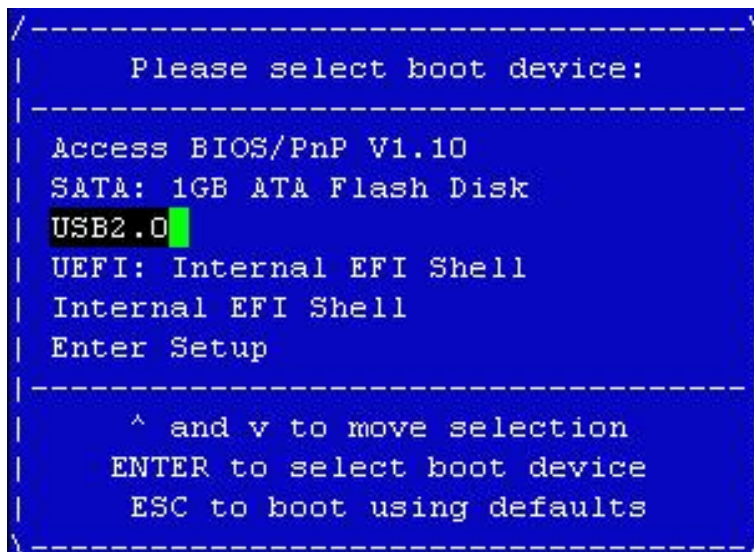 Please select boot device:
Access BIOS/PnP V1.10
SATA: 1GB ATA Flash Disk
USB2.0
UEFI: Internal EFI Shell
Internal EFI Shell
Enter Setup
^ and v to move selection
ENTER to select boot device
ESC to boot using defaults